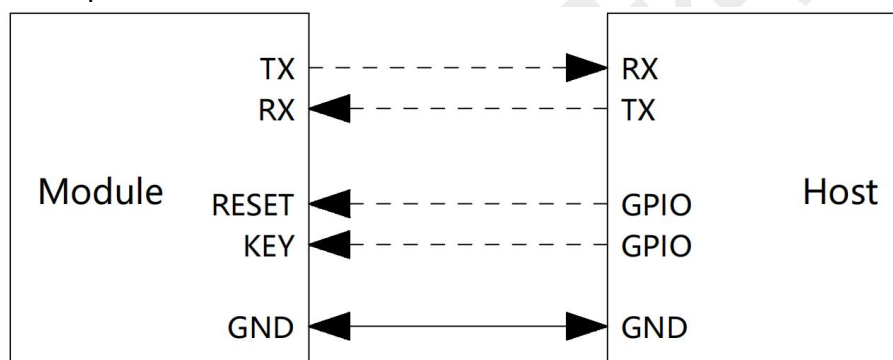 TX RX
RX TX
Module Host
RESET GPIO
KEY GPIO
GND GND